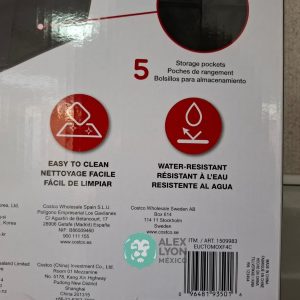 5
Storage pockets
Poches de rangement
Bolsillos para almacenamiento
EASY TO CLEAN
NETTOYAGE FACILE
FÁCIL DE LIMPIAR
WATER-RESISTANT
RÉSISTANT À L'EAU
RESISTENTE AL AGUA
Costco Wholesale Spain S.L.U.
Polígono Empresarial Los Gavilanes
C/ Agustín de Betancourt, 17
28906 Getafe (Madrid) España
900 111 155
www.costco.es
Costco Wholesale Sweden AB
Box 614
114 11 Stockholm
Sweden
www.costco.se
Costco (China) Investment Co., Ltd.
Room 01 Mezzanine
No. 1388, Kang Xin Highway
Pudong New District
Shanghai
China 201315
ITM. / ART. 1509983
ALEX
LYON
MEXICO